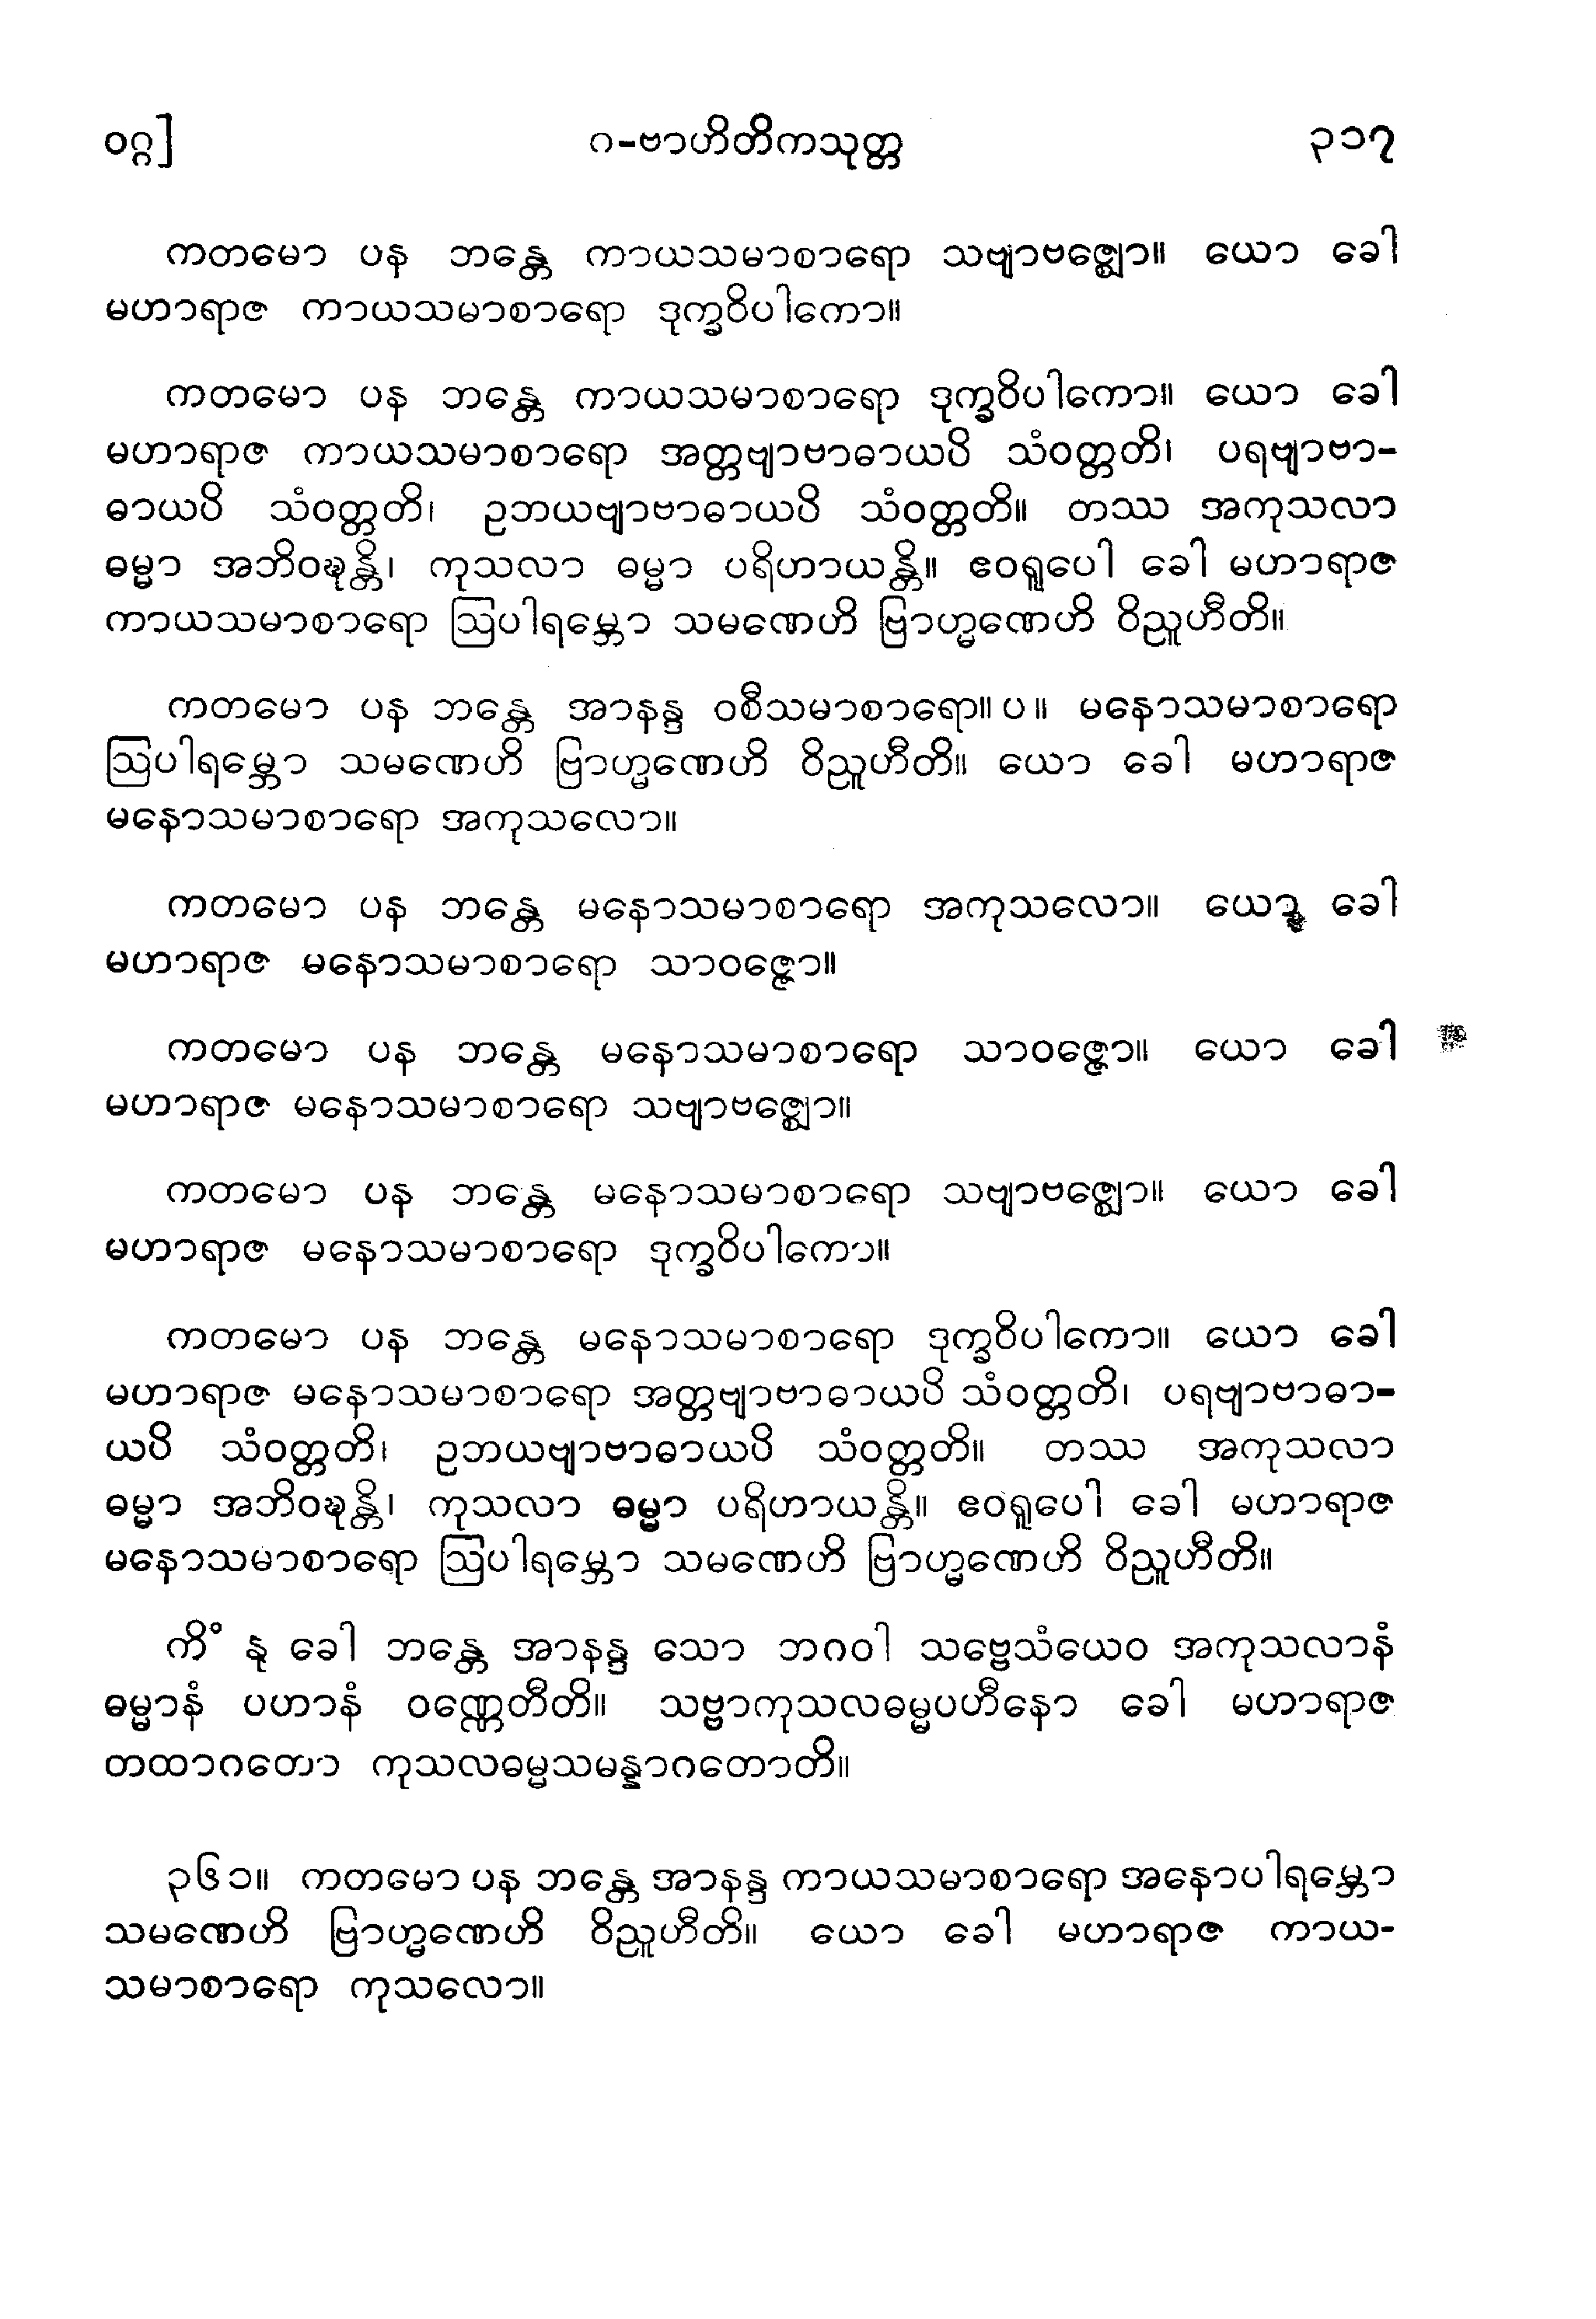 ဝဂ္ဂ]
ဂ-ဗာဟိတိကသုတ္တ
၃၁၇
ကတမော ပန ဘန္တေ ကာယသမာစာရော သဗျာဗဇ္ဈော။ ယော ခေါ
မဟာရာဇ ကာယသမာစာရော ဒုက္ခဝိပါကော။
ကတမော ပန ဘန္တေ ကာယသမာစာရော ဒုက္ခဝိပါကော။ ယော ခေါ
မဟာရာဇ ကာယသမာစာရော အတ္တဗျာဗာဓာယပိ သံဝတ္တတိ၊ ပရဗျာဗာ-
ဓာယပိ သံဝတ္တတိ၊ ဥဘယဗျာဗာဓာယပိ သံဝတ္တတိ။ တဿ အကုသလာ
ဓမ္မာ အဘိဝဍ္ဎန္တိ၊ ကုသလာ ဓမ္မာ ပရိဟာယန္တိ။ ဧဝရူပေါ ခေါ မဟာရာဇ
ကာယသမာစာရော ဩပါရမ္ဘော သမဏေဟိ ဗြာဟ္မဏေဟိ ဝိညူဟီတိ။
ကတမော ပန ဘန္တေ အာနန္ဒ ဝစီသမာစာရော။ ပ ။ မနောသမာစာရော
ဩပါရမ္ဘော သမဏေဟိ ဗြာဟ္မဏေဟိ ဝိညူဟီတိ။ ယော ခေါ မဟာရာဇ
မနောသမာစာရော အကုသလော။
ကတမော ပန ဘန္တေ မနောသမာစာရော အကုသလော။ ယော ခေါ
မဟာရာဇ မနောသမာစာရော သာဝဇ္ဇော။
ကတမော ပန ဘန္တေ မနောသမာစာရော သာဝဇ္ဇော။ ယော ခေါ
မဟာရာဇ မနောသမာစာရော သဗျာဗဇ္ဈော။
ကတမော ပန ဘန္တေ မနောသမာစာရော သဗျာဗဇ္ဈော။ ယော ခေါ
မဟာရာဇ မနောသမာစာရော ဒုက္ခဝိပါကော။
ကတမော ပန ဘန္တေ မနောသမာစာရော ဒုက္ခဝိပါကော။ ယော ခေါ
မဟာရာဇ မနောသမာစာရော အတ္တဗျာဗာဓာယပိ သံဝတ္တတိ၊ ပရဗျာဗာဓာ-
ယပိ သံဝတ္တတိ၊ ဥဘယဗျာဗာဓာယပိ သံဝတ္တတိ။ တဿ အကုသလာ
ဓမ္မာ အဘိဝဍ္ဎန္တိ၊ ကုသလာ ဓမ္မာ ပရိဟာယန္တိ။ ဧဝရူပေါ ခေါ မဟာရာဇ
မနောသမာစာရော ဩပါရမ္ဘော သမဏေဟိ ဗြာဟ္မဏေဟိ ဝိညူဟီတိ။
ကိံ နု ခေါ ဘန္တေ အာနန္ဒ သော ဘဂဝါ သဗ္ဗေသံယေဝ အကုသလာနံ
ဓမ္မာနံ ပဟာနံ ဝဏ္ဏေတီတိ။ သဗ္ဗာကုသလဓမ္မပဟီနော ခေါ မဟာရာဇ
တထာဂတော ကုသလဓမ္မသမန္နာဂတောတိ။
၃၆၁။ ကတမော ပန ဘန္တေ အာနန္ဒ ကာယသမာစာရော အနောပါရမ္ဘော
သမဏေဟိ ဗြာဟ္မဏေဟိ ဝိညူဟီတိ။ ယော ခေါ မဟာရာဇ ကာယ-
သမာစာရော ကုသလော။